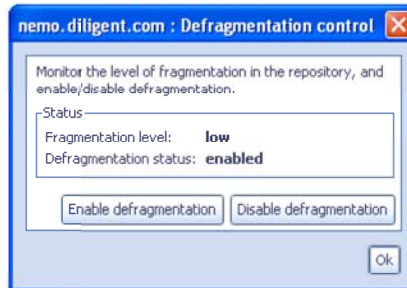 nemo.diligent.com : Defragmentation control
Monitor the level of fragmentation in the repository, and
enable/disable defragmentation.
Status
Fragmentation level: low
Defragmentation status: enabled
Enable defragmentation Disable defragmentation
Ok